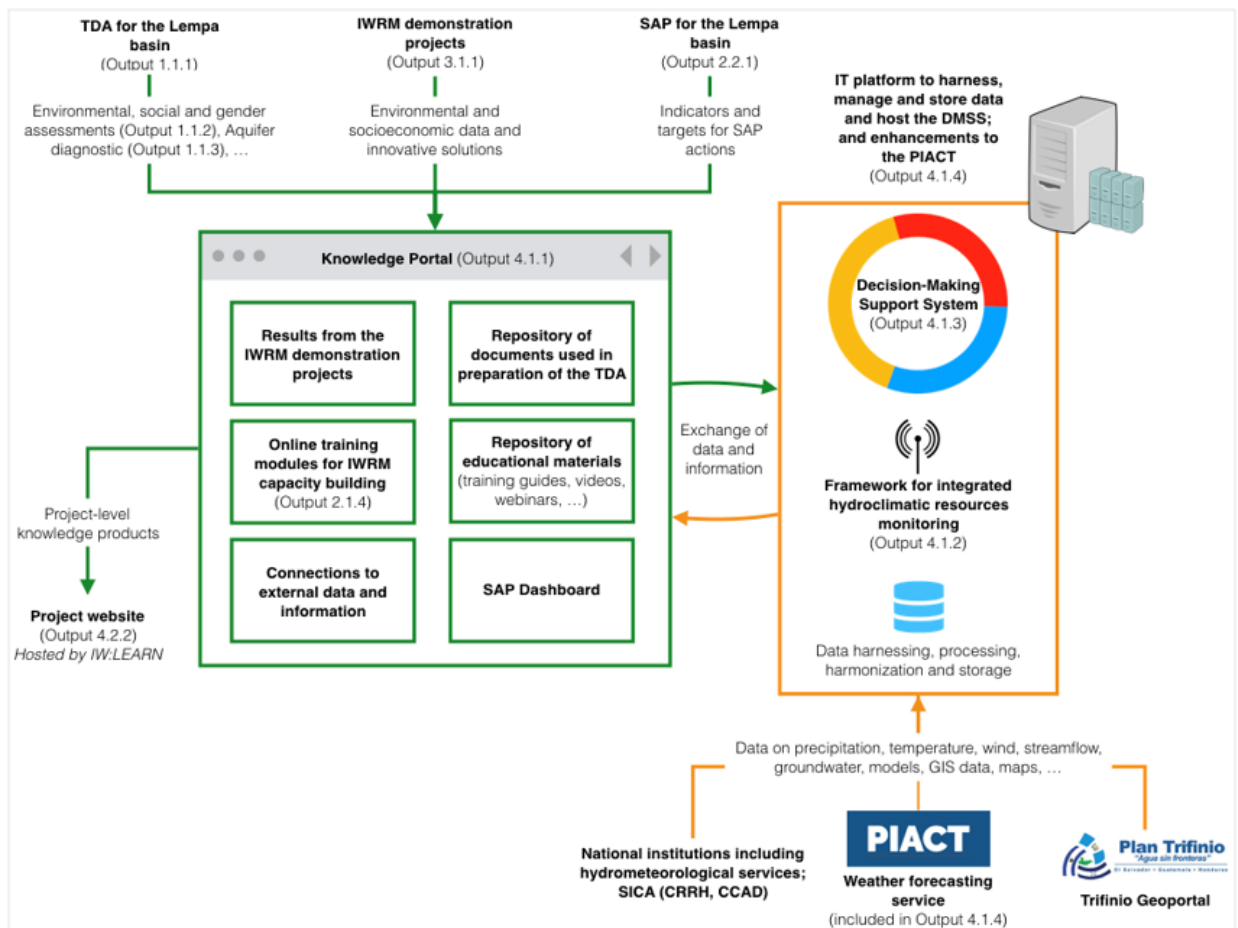 TDA for the Lempa
basin
(Output 1.1.1)
Environmental, social and gender
assessments (Output 1.1.2), Aquifer
diagnostic (Output 1.1.3), ...
IWRM demonstration
projects
(Output 3.1.1)
Environmental and
socioeconomic data and
innovative solutions
SAP for the Lempa
basin
(Output 2.2.1)
Indicators and
targets for SAP
actions
IT platform to harness,
manage and store data
and host the DMSS;
and enhancements to
the PIACT
(Output 4.1.4)
Knowledge Portal (Output 4.1.1)
Results from the
IWRM demonstration
projects
Repository of
documents used in
preparation of the TDA
Online training
modules for IWRM
capacity building
(Output 2.1.4)
Repository of
educational materials
(training guides, videos,
webinars, ...)
Connections to
external data and
information
SAP Dashboard
Project-level
knowledge products
Project website
(Output 4.2.2)
Hosted by IW:LEARN
Exchange of
data and
information
Decision-Making
Support System
(Output 4.1.3)
Framework for integrated
hydroclimatic resources
monitoring
(Output 4.1.2)
Data harnessing, processing,
harmonization and storage
Data on precipitation, temperature, wind, streamflow,
groundwater, models, GIS data, maps, ...
National institutions including
hydrometeorological services;
SICA (CRRH, CCAD)
PIACT
Weather forecasting
service
(included in Output 4.1.4)
Plan Trifinio
"Agua sin fronteras"
El Salvador • Guatemala • Honduras
Trifinio Geoportal